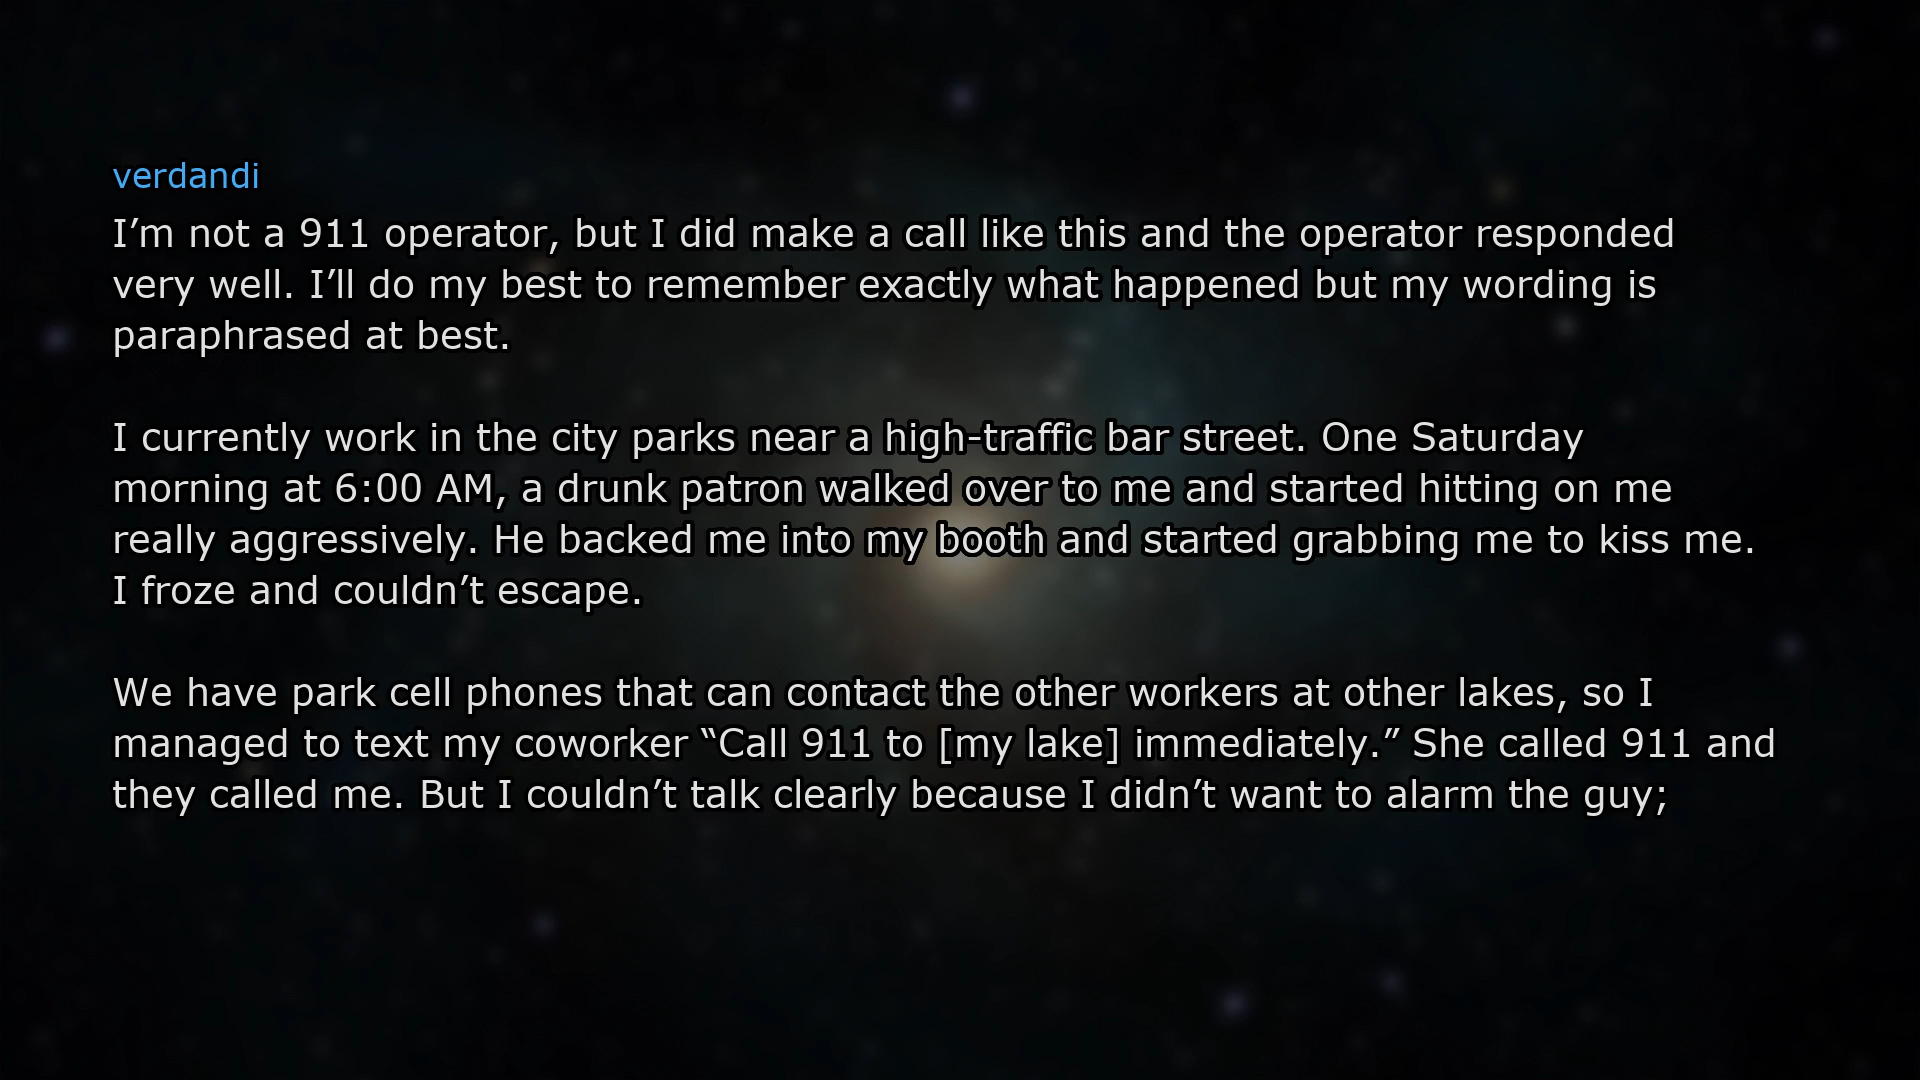 verdandi
I’m not a 911 operator, but I did make a call like this and the operator responded
very well. I’ll do my best to remember exactly what happened but my wording is
paraphrased at best.
I currently work in the city parks near a high-traffic bar street. One Saturday
morning at 6:00 AM, a drunk patron walked over to me and started hitting on me
really aggressively. He backed me into my booth and started grabbing me to kiss me.
I froze and couldn’t escape.
We have park cell phones that can contact the other workers at other lakes, so I
managed to text my coworker “Call 911 to [my lake] immediately.” She called 911 and
they called me. But I couldn’t talk clearly because I didn’t want to alarm the guy;